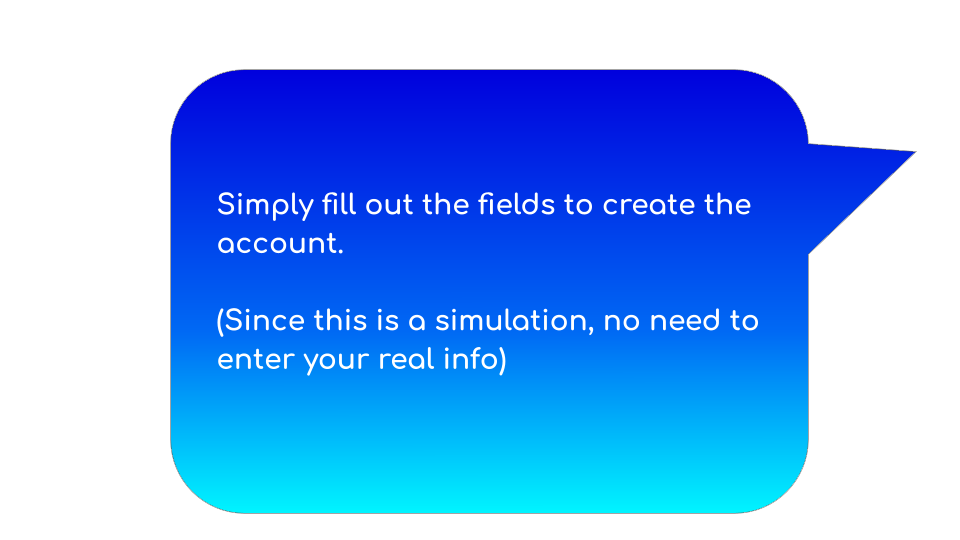 Simply fill out the fields to create the
account.
(Since this is a simulation, no need to
enter your real info)